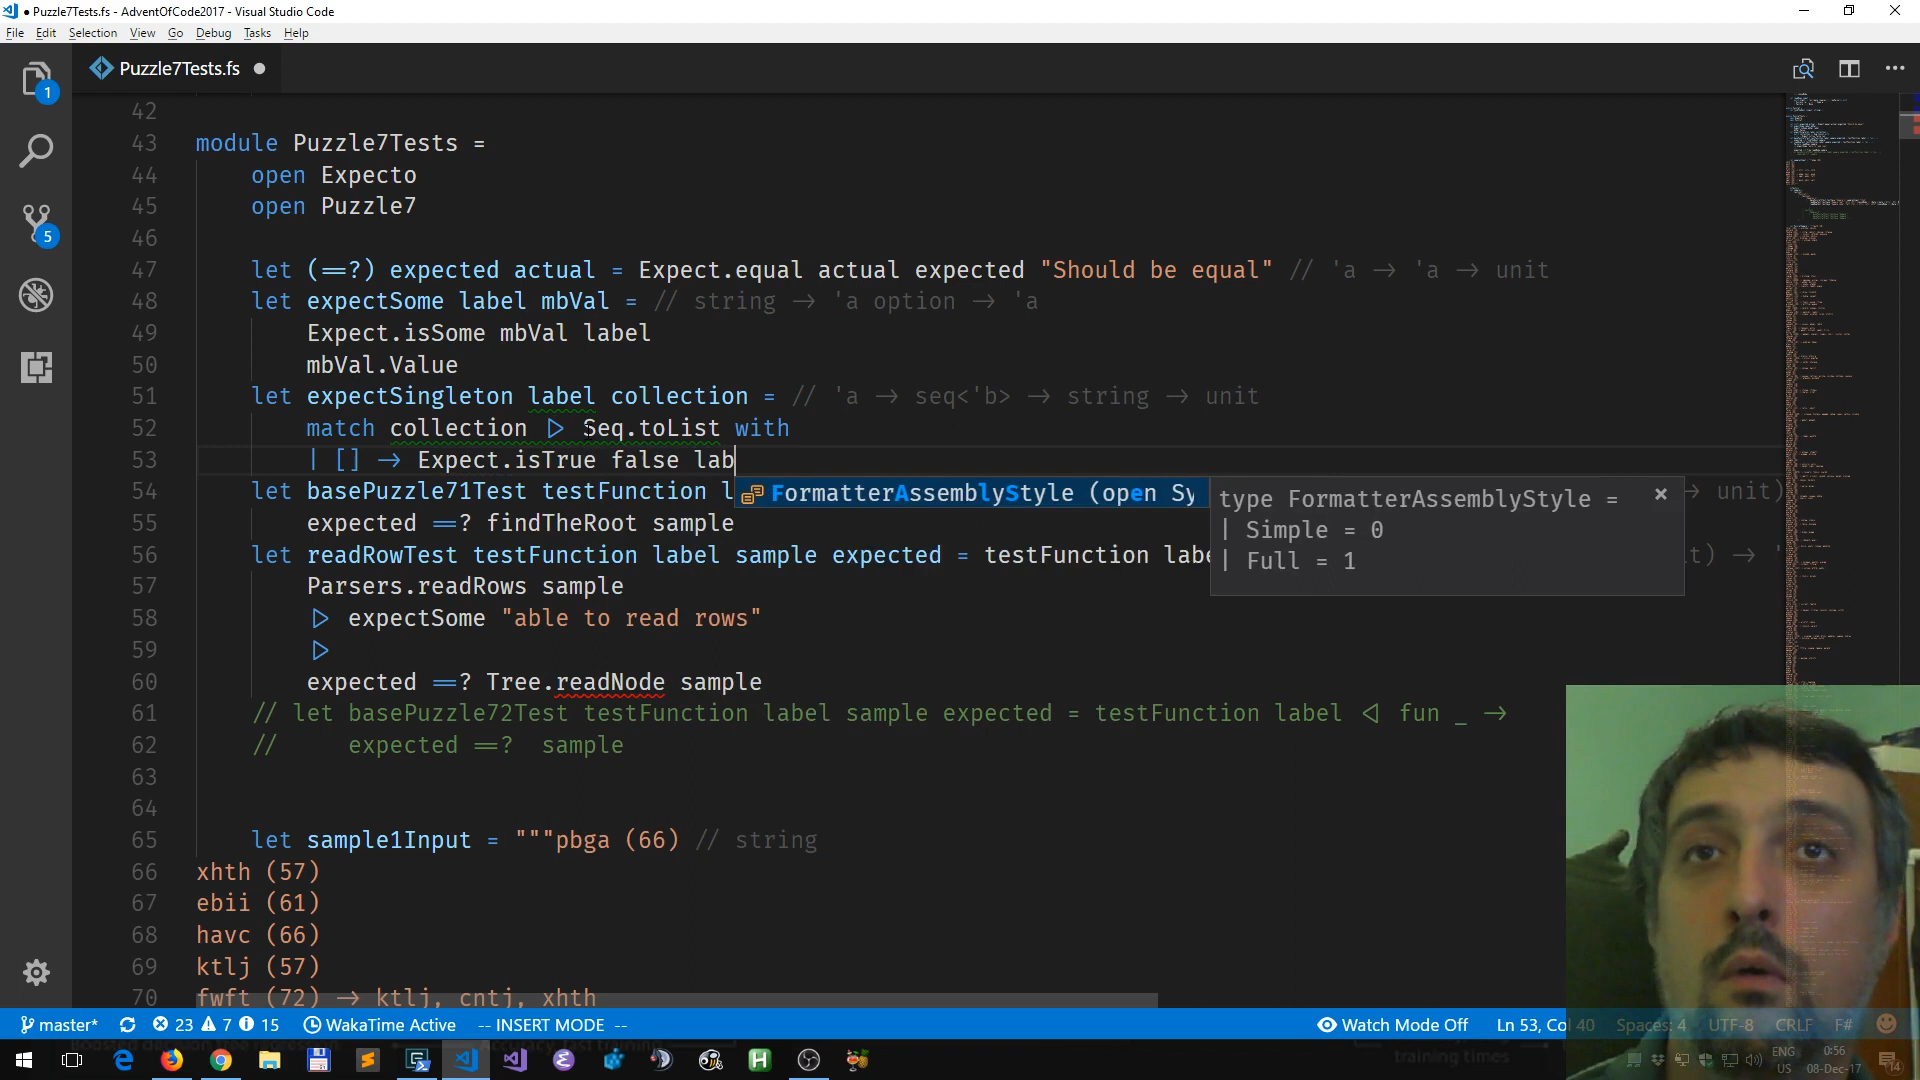 ● Puzzle7Tests.fs - AdventOfCode2017 - Visual Studio Code
File Edit Selection View Go Debug Tasks Help
1 Puzzle7Tests.fs ●
42
43 module Puzzle7Tests =
44 open Expecto
45 open Puzzle7
46
5
47 let (==?) expected actual = Expect.equal actual expected "Should be equal" // 'a -> 'a -> unit
48 let expectSome label mbVal = // string -> 'a option -> 'a
49 Expect.isSome mbVal label
50 mbVal.Value
51 let expectSingleton label collection = // 'a -> seq<'b> -> string -> unit
52 match collection |> Seq.toList with
53 | [] -> Expect.isTrue false lab
54 let basePuzzle71Test testFunction l
FormatterAssemblyStyle (open Sy
-> unit)
type FormatterAssemblyStyle =
| Simple = 0
| Full = 1
55 expected ==? findTheRoot sample
56 let readRowTest testFunction label sample expected = testFunction labe
57 Parsers.readRows sample
58 |> expectSome "able to read rows"
59 |>
60 expected ==? Tree.readNode sample
61 // let basePuzzle72Test testFunction label sample expected = testFunction label <| fun _ ->
62 // expected ==? sample
63
64
65 let sample1Input = """pbga (66) // string
66 xhth (57)
67 ebii (61)
68 havc (66)
69 ktlj (57)
70 fwft (72) -> ktlj, cntj, xhth
master* 23 7 15 WakaTime Active -- INSERT MODE -- Watch Mode Off Ln 53, Col 40 Spaces: 4 UTF-8 CRLF F#
training times
ENG
US
0:56
08-Dec-17
14